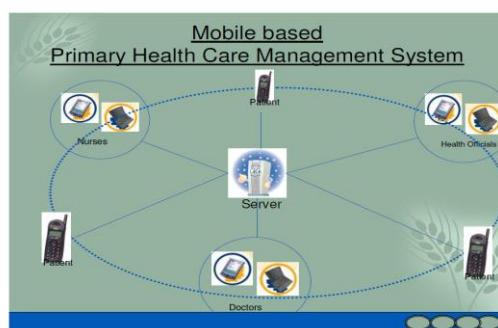 Mobile based
Primary Health Care Management System
Patient
Nurses
Health Officials
Server
Patient
Patient
Doctors